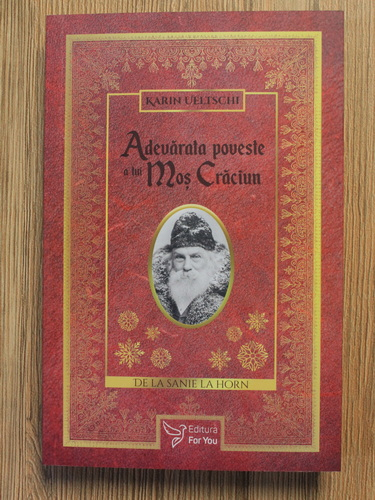 KARIN UELTSCHI
Adevărata poveste
a lui Moș Crăciun
DE LA SANIE LA HORN
Editura
For You